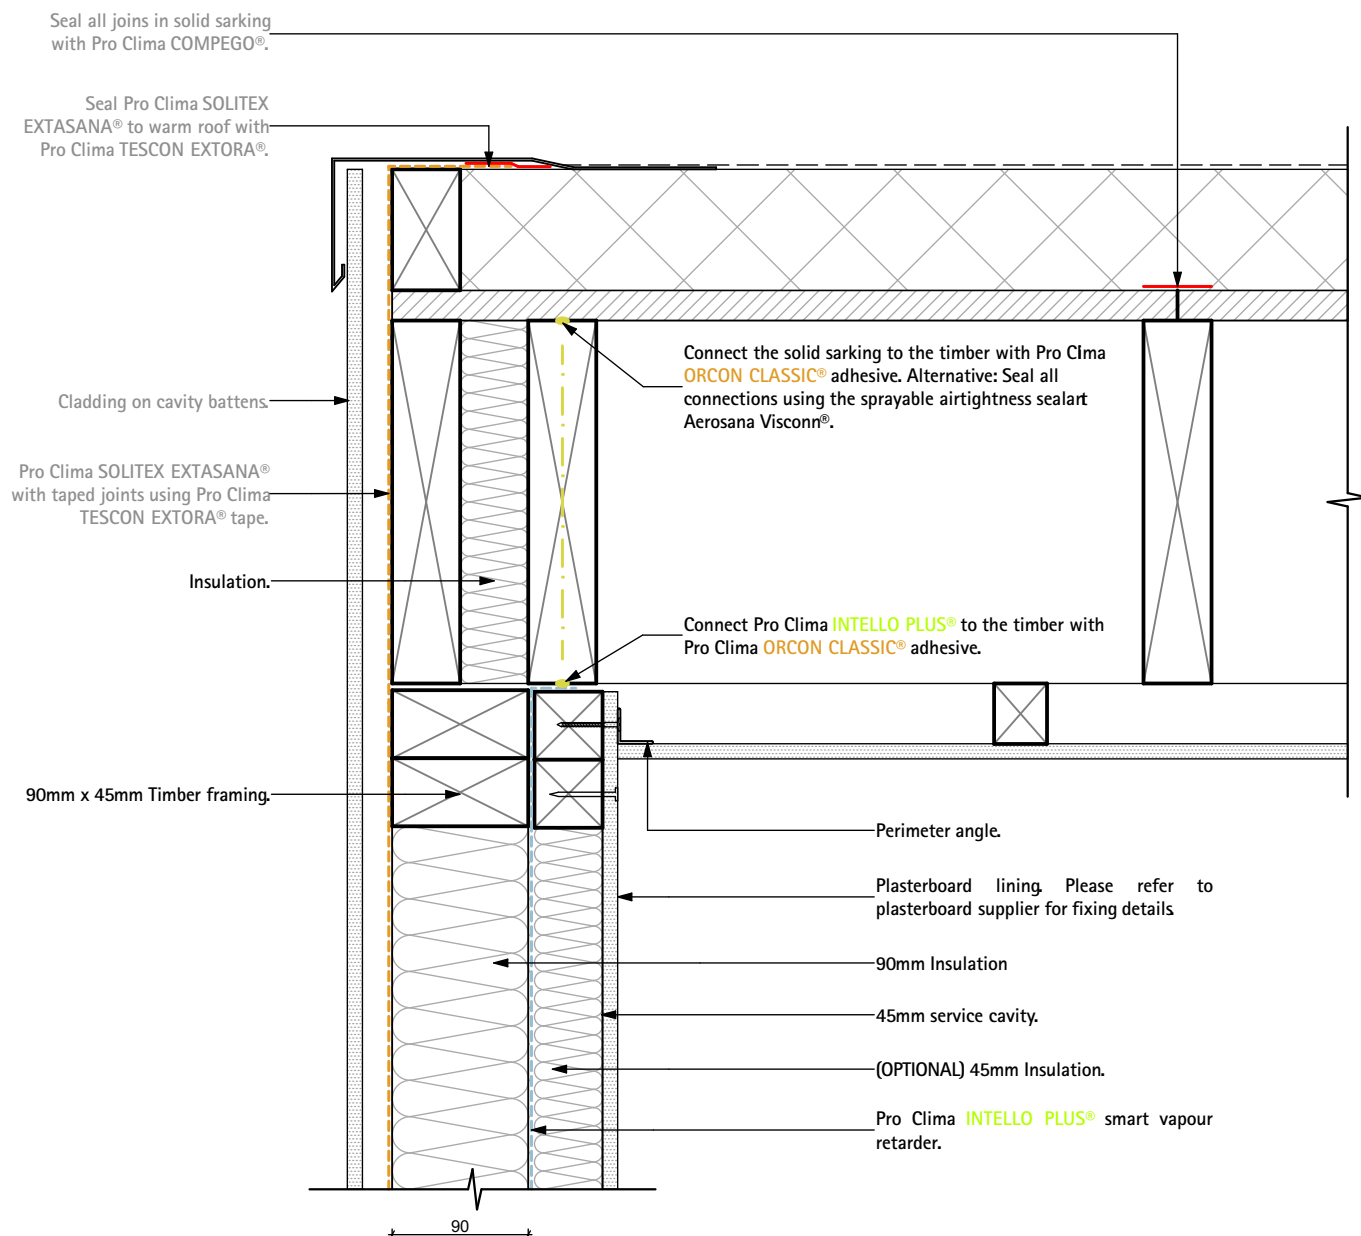 Seal all joins in solid sarking
with Pro Clima COMPEGO®.
Seal Pro Clima SOLITEX
EXTASANA® to warm roof with
Pro Clima TESCON EXTORA®.
Connect the solid sarking to the timber with Pro Clima
ORCON CLASSIC® adhesive. Alternative: Seal all
connections using the sprayable airtightness sealant
Aerosana Visconn®.
Cladding on cavity battens.
Pro Clima SOLITEX EXTASANA®
with taped joints using Pro Clima
TESCON EXTORA® tape.
Insulation.
Connect Pro Clima INTELLO PLUS® to the timber with
Pro Clima ORCON CLASSIC® adhesive.
90mm x 45mm Timber framing.
Perimeter angle.
Plasterboard lining. Please refer to
plasterboard supplier for fixing details.
90mm Insulation
45mm service cavity.
(OPTIONAL) 45mm Insulation.
Pro Clima INTELLO PLUS® smart vapour
retarder.
90